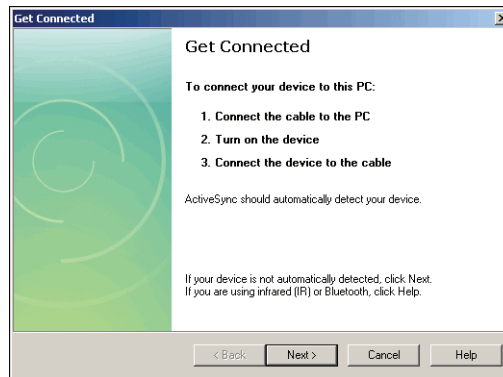 Get Connected
Get Connected
To connect your device to this PC:
1. Connect the cable to the PC
2. Turn on the device
3. Connect the device to the cable
ActiveSync should automatically detect your device.
If your device is not automatically detected, click Next.
If you are using infrared (IR) or Bluetooth, click Help.
< Back Next > Cancel Help